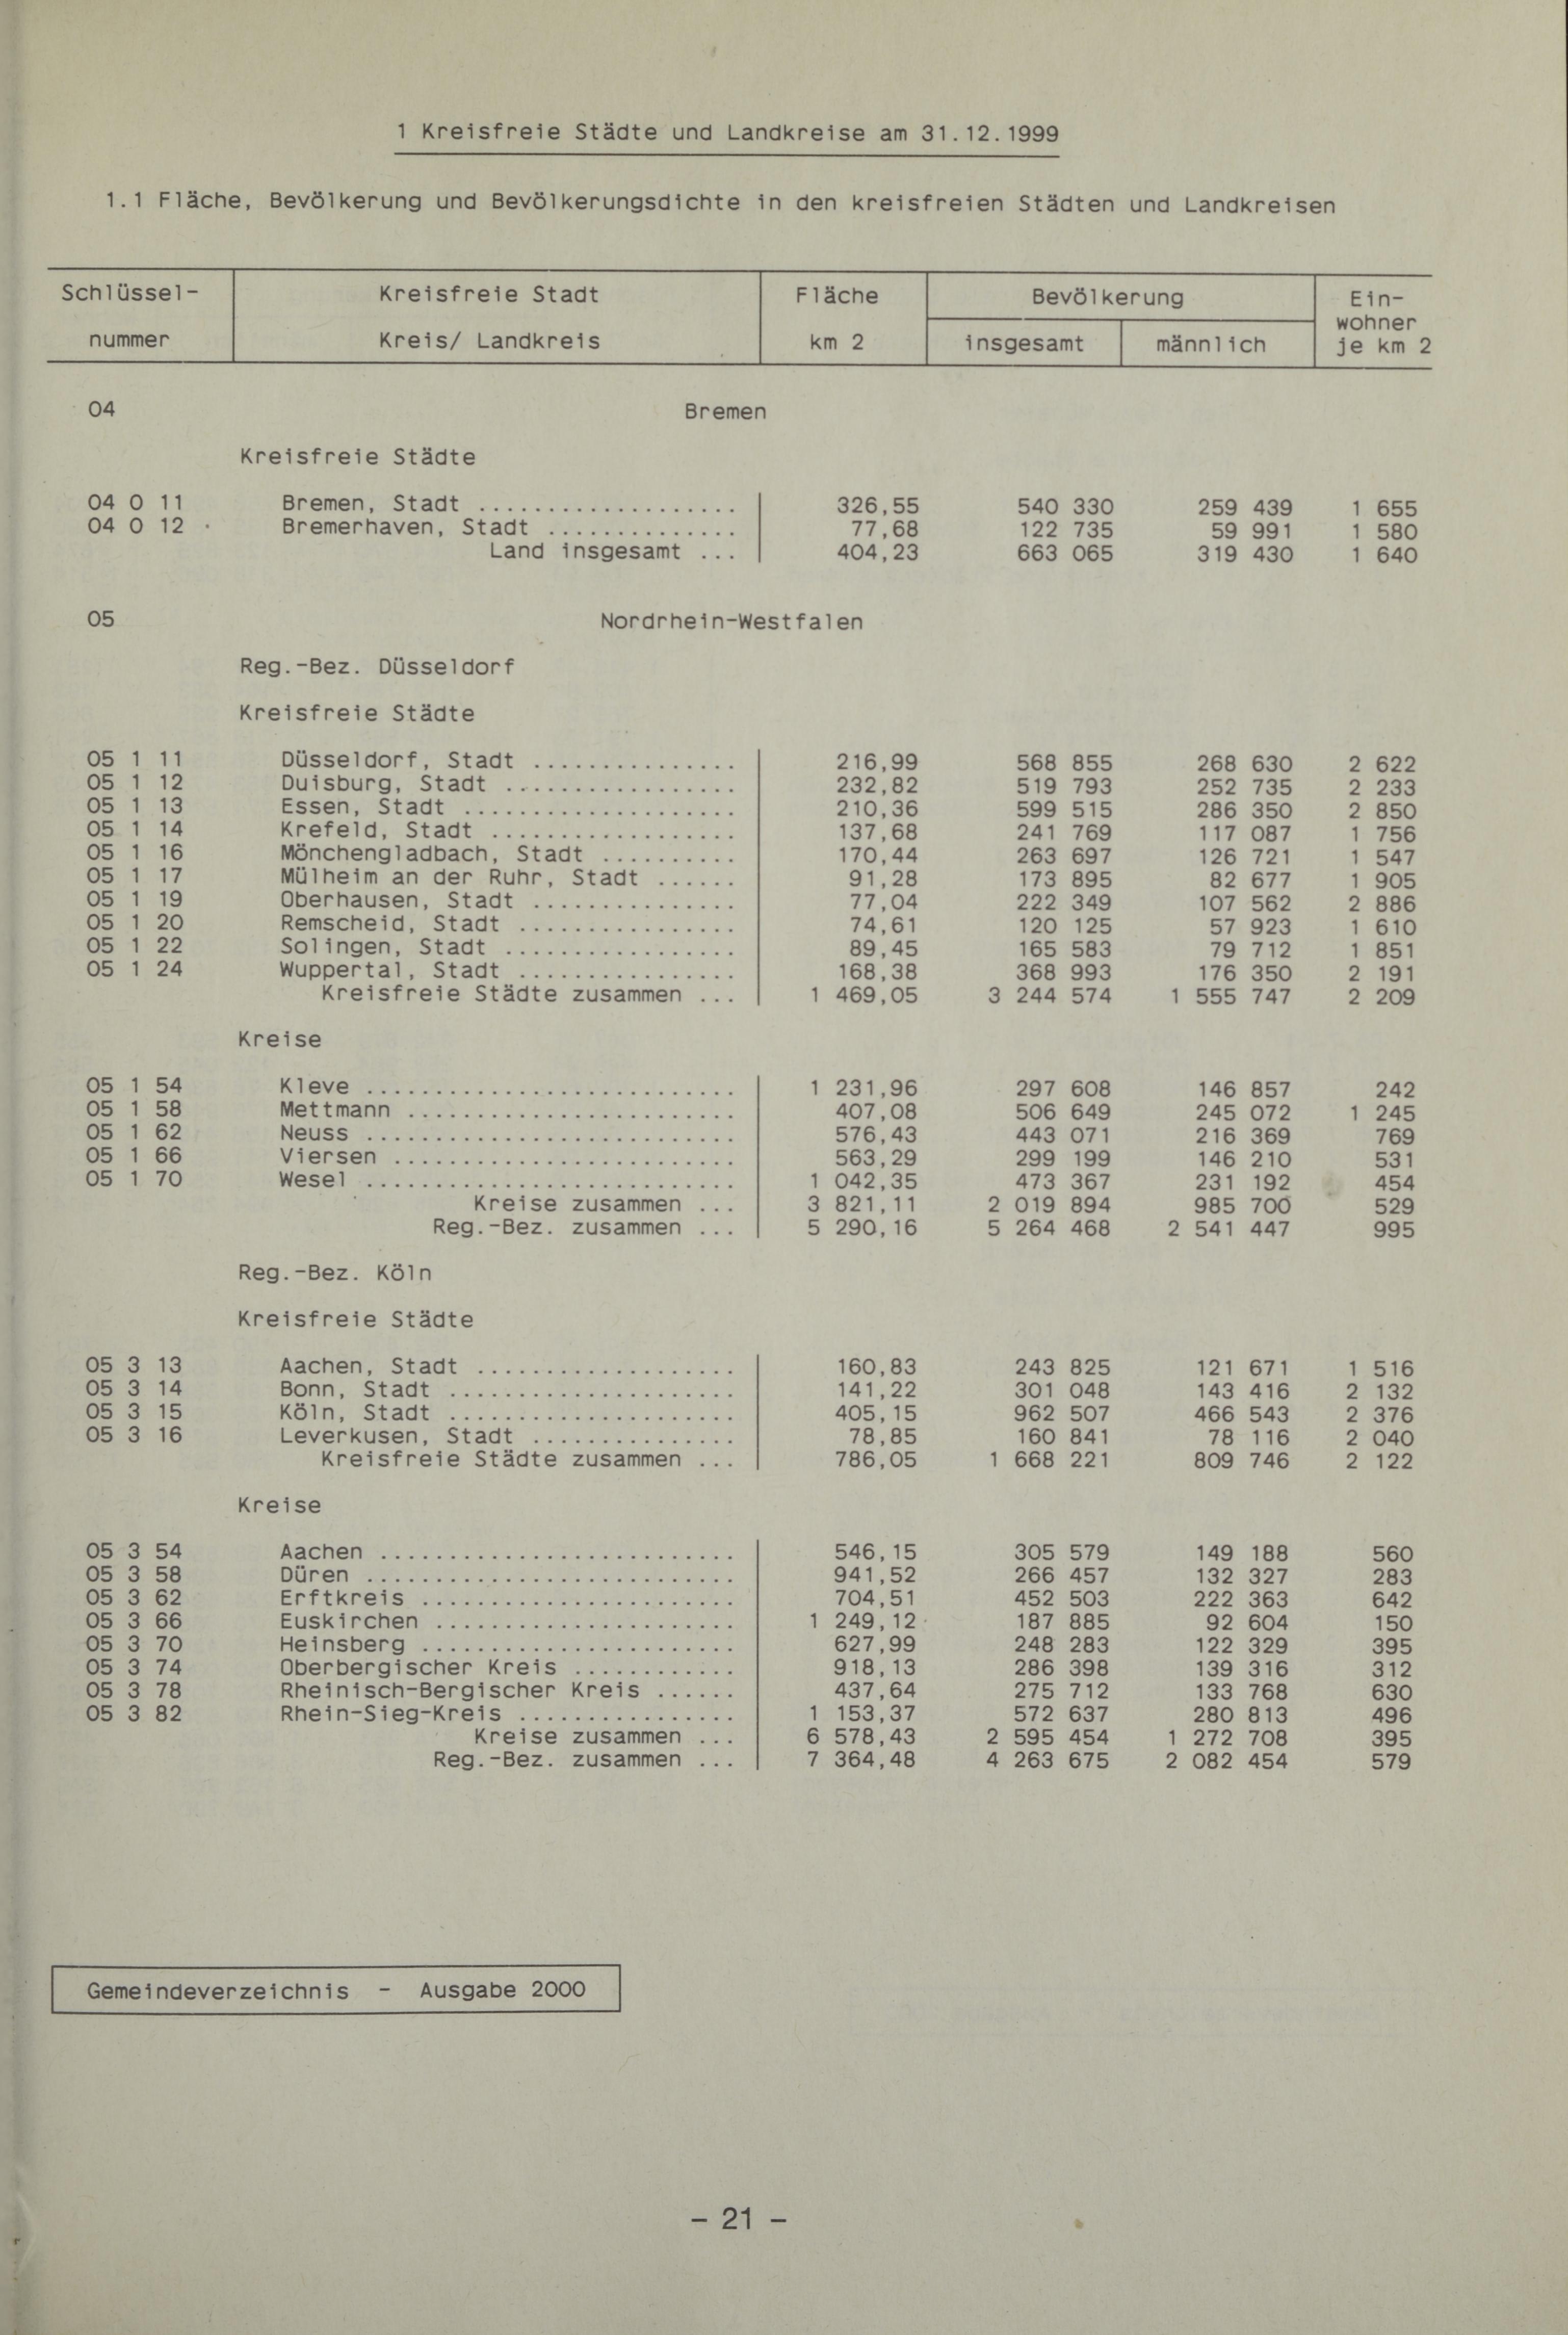 1 Kreisfreie Städte und Landkreise am 31.12.1999
1.1 Fläche, Bevölkerung und Bevölkerungsdichte in den kreisfreien Städten und Landkreisen
Schlüssel- Kreisfreie Stadt Fläche Bevölkerung Ein-
wohner
nummer Kreis/ Landkreis km 2 insgesamt männlich je km 2
04 Bremen
Kreisfreie Städte
04 0 11 Bremen, Stadt ................... 326,55 540 330 259 439 1 655
04 0 12 Bremerhaven, Stadt .............. 77,68 122 735 59 991 1 580
Land insgesamt ... 404,23 663 065 319 430 1 640
05 Nordrhein-Westfalen
Reg.-Bez. Düsseldorf
Kreisfreie Städte
05 1 11 Düsseldorf, Stadt ............... 216,99 568 855 268 630 2 622
05 1 12 Duisburg, Stadt ................. 232,82 519 793 252 735 2 233
05 1 13 Essen, Stadt .................... 210,36 599 515 286 350 2 850
05 1 14 Krefeld, Stadt .................. 137,68 241 769 117 087 1 756
05 1 16 Mönchengladbach, Stadt .......... 170,44 263 697 126 721 1 547
05 1 17 Mülheim an der Ruhr, Stadt ...... 91,28 173 895 82 677 1 905
05 1 19 Oberhausen, Stadt ............... 77,04 222 349 107 562 2 886
05 1 20 Remscheid, Stadt ................ 74,61 120 125 57 923 1 610
05 1 22 Solingen, Stadt ................. 89,45 165 583 79 712 1 851
05 1 24 Wuppertal, Stadt ................ 168,38 368 993 176 350 2 191
Kreisfreie Städte zusammen ... 1 469,05 3 244 574 1 555 747 2 209
Kreise
05 1 54 Kleve ........................... 1 231,96 297 608 146 857 242
05 1 58 Mettmann ........................ 407,08 506 649 245 072 1 245
05 1 62 Neuss ........................... 576,43 443 071 216 369 769
05 1 66 Viersen ......................... 563,29 299 199 146 210 531
05 1 70 Wesel ........................... 1 042,35 473 367 231 192 454
Kreise zusammen ... 3 821,11 2 019 894 985 700 529
Reg.-Bez. zusammen ... 5 290,16 5 264 468 2 541 447 995
Reg.-Bez. Köln
Kreisfreie Städte
05 3 13 Aachen, Stadt ................... 160,83 243 825 121 671 1 516
05 3 14 Bonn, Stadt ..................... 141,22 301 048 143 416 2 132
05 3 15 Köln, Stadt ..................... 405,15 962 507 466 543 2 376
05 3 16 Leverkusen, Stadt ............... 78,85 160 841 78 116 2 040
Kreisfreie Städte zusammen ... 786,05 1 668 221 809 746 2 122
Kreise
05 3 54 Aachen .......................... 546,15 305 579 149 188 560
05 3 58 Düren ........................... 941,52 266 457 132 327 283
05 3 62 Erftkreis ....................... 704,51 452 503 222 363 642
05 3 66 Euskirchen ...................... 1 249,12 187 885 92 604 150
05 3 70 Heinsberg ....................... 627,99 248 283 122 329 395
05 3 74 Oberbergischer Kreis ............ 918,13 286 398 139 316 312
05 3 78 Rheinisch-Bergischer Kreis ...... 437,64 275 712 133 768 630
05 3 82 Rhein-Sieg-Kreis ................ 1 153,37 572 637 280 813 496
Kreise zusammen ... 6 578,43 2 595 454 1 272 708 395
Reg.-Bez. zusammen ... 7 364,48 4 263 675 2 082 454 579
Gemeindeverzeichnis - Ausgabe 2000
- 21 -